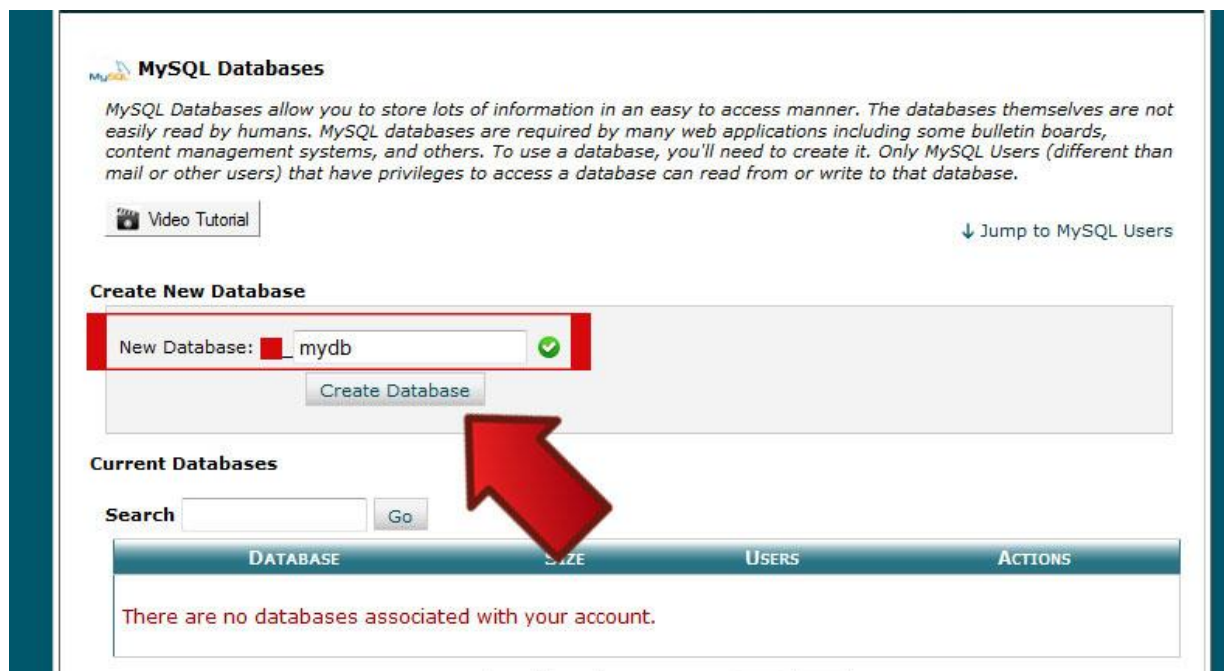 MySQL MySQL Databases
MySQL Databases allow you to store lots of information in an easy to access manner. The databases themselves are not
easily read by humans. MySQL databases are required by many web applications including some bulletin boards,
content management systems, and others. To use a database, you'll need to create it. Only MySQL Users (different than
mail or other users) that have privileges to access a database can read from or write to that database.
Video Tutorial
↓ Jump to MySQL Users
Create New Database
New Database: _ mydb
Create Database
Current Databases
Search Go
DATABASE SIZE USERS ACTIONS
There are no databases associated with your account.